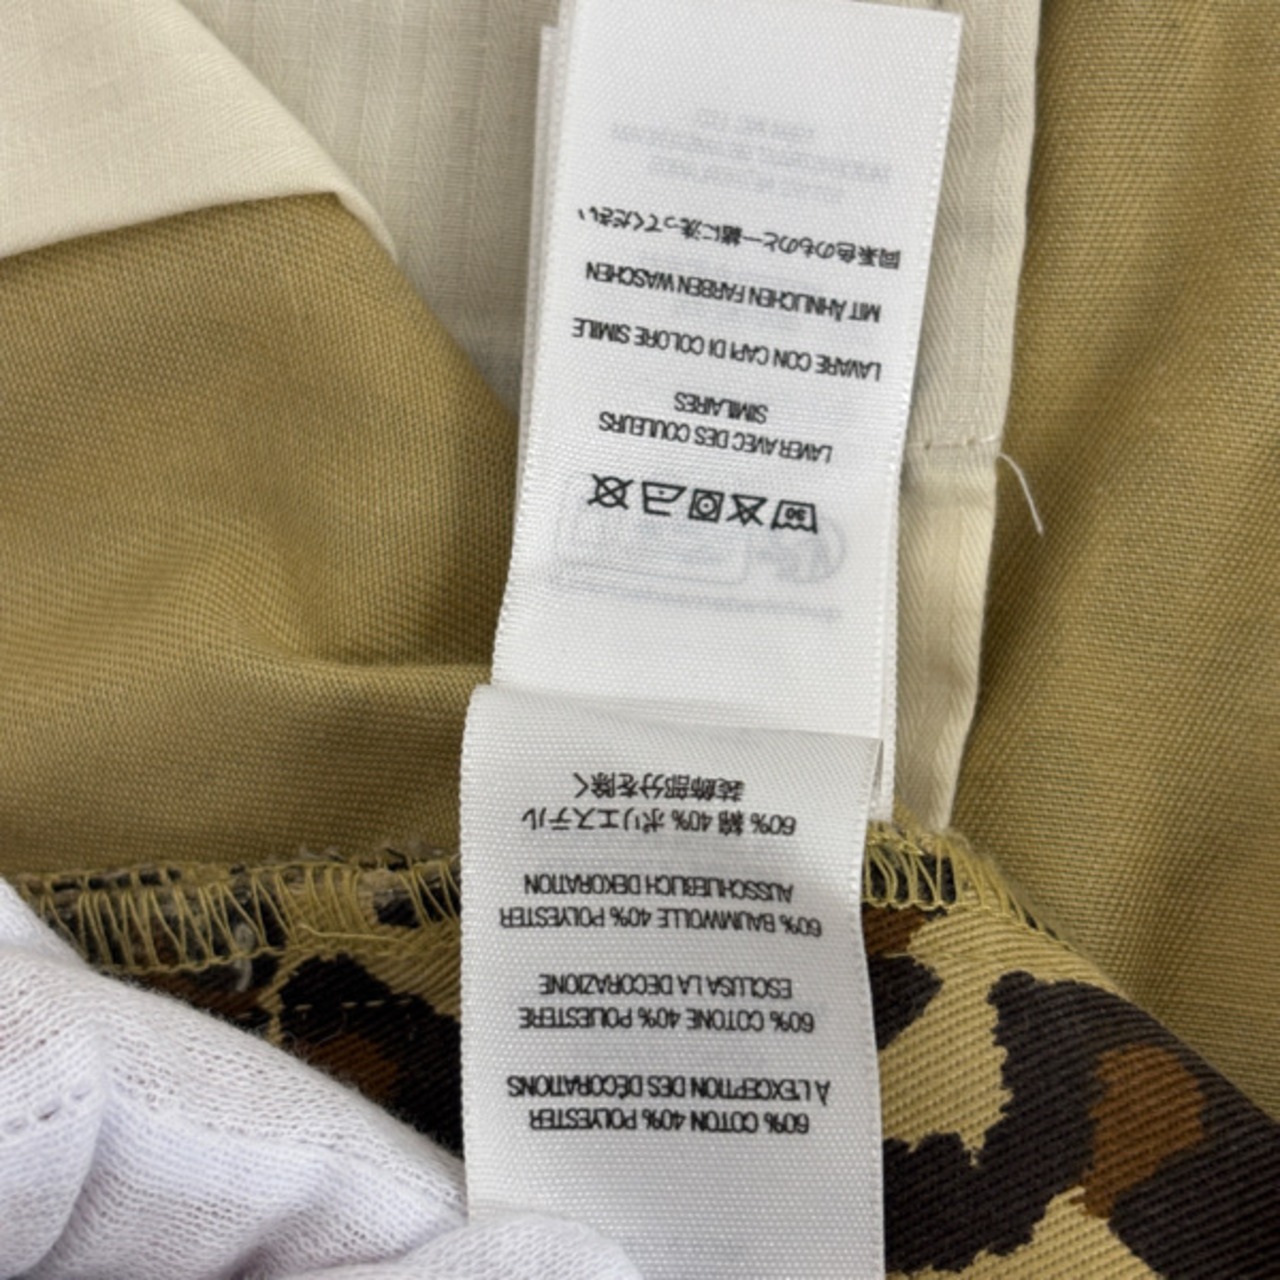 60% COTON 40% POLYESTER
À L'EXCEPTION DES DÉCORATIONS
60% COTONE 40% POLIESTERE
ESCLUSA LA DECORAZIONE
60% BAUMWOLLE 40% POLYESTER
AUSSCHLIEßLICH DEKORATION
60% 綿 40% ポリエステル
装飾部分を除く
30
LAVER AVEC DES COULEURS
SIMILAIRES
LAVARE CON CAPI DI COLORE SIMILE
MIT ÄHNLICHEN FARBEN WASCHEN
同系色のものと一緒に洗ってください。